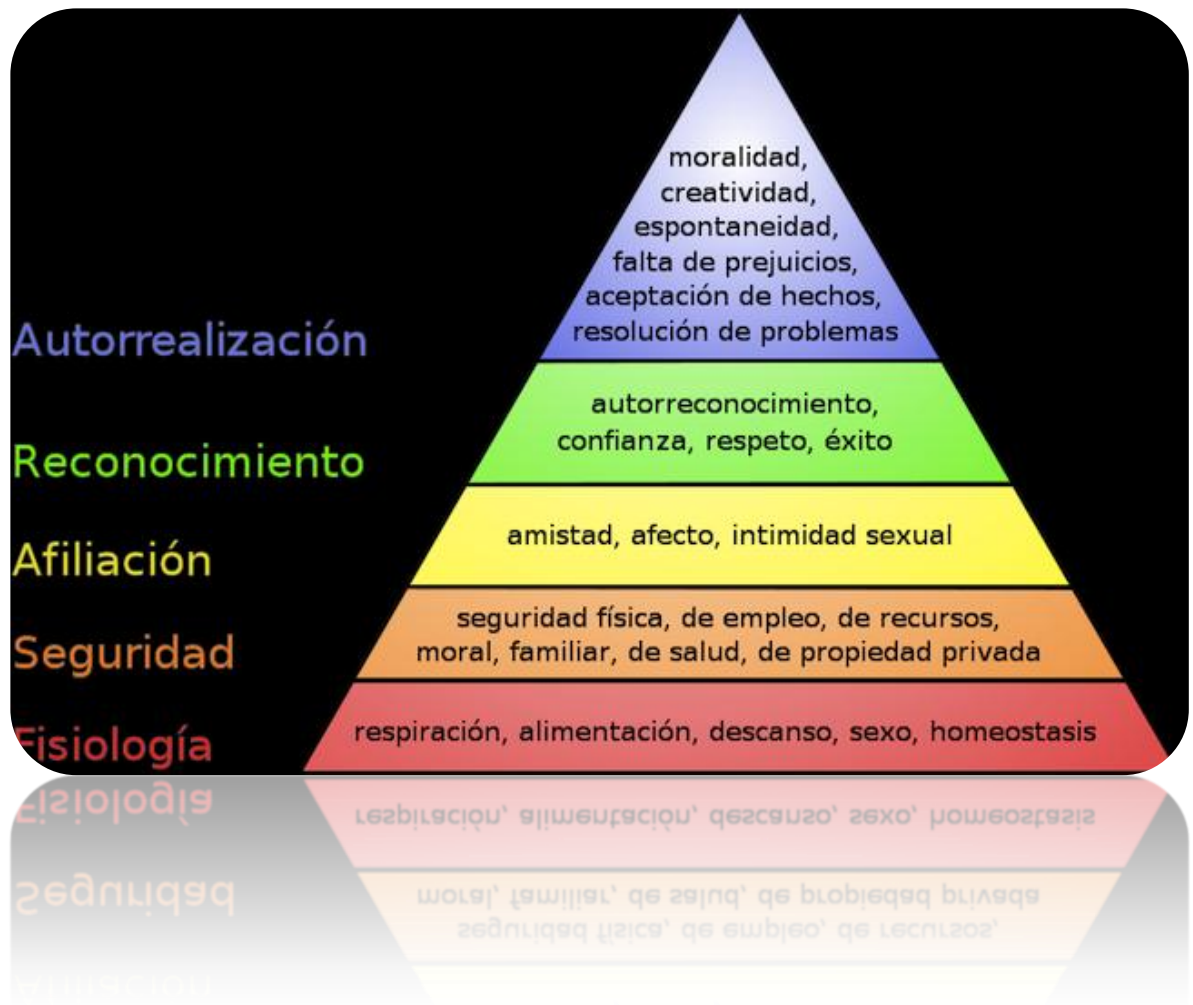 moralidad,
creatividad,
espontaneidad,
falta de prejuicios,
aceptación de hechos,
resolución de problemas
Autorrealización
autorreconocimiento,
confianza, respeto, éxito
Reconocimiento
amistad, afecto, intimidad sexual
Afiliación
seguridad física, de empleo, de recursos,
moral, familiar, de salud, de propiedad privada
Seguridad
respiración, alimentación, descanso, sexo, homeostasis
Fisiología